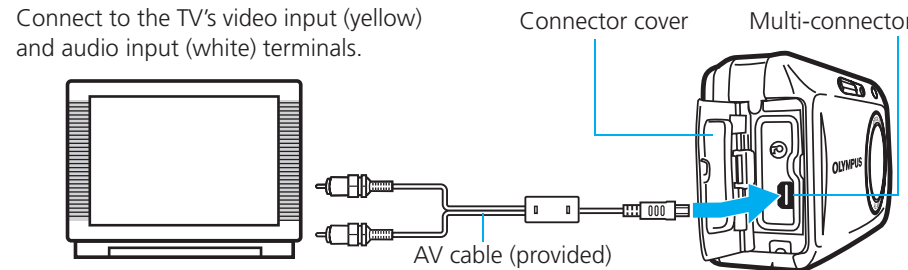 Connect to the TV’s video input (yellow)
and audio input (white) terminals.
Connector cover
Multi-connector
OLYMPUS
AV cable (provided)